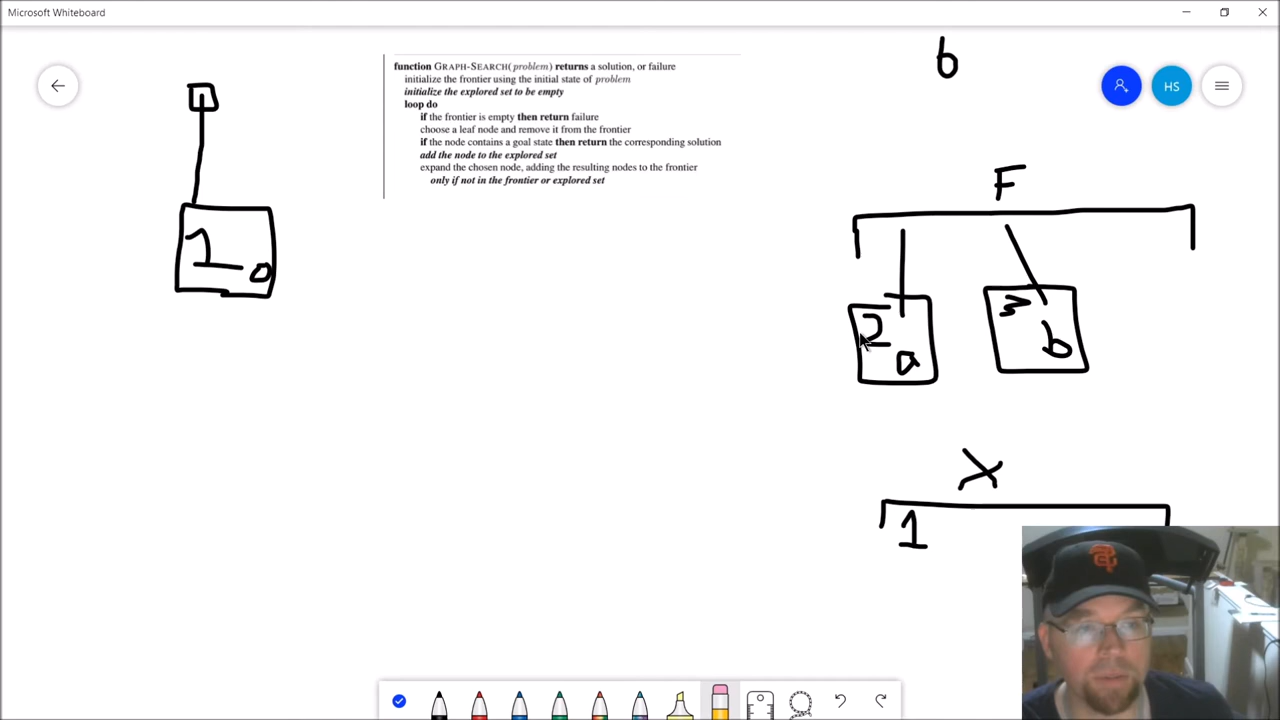 Microsoft Whiteboard
function GRAPH-SEARCH(problem) returns a solution, or failure
initialize the frontier using the initial state of problem
initialize the explored set to be empty
loop do
if the frontier is empty then return failure
choose a leaf node and remove it from the frontier
if the node contains a goal state then return the corresponding solution
add the node to the explored set
expand the chosen node, adding the resulting nodes to the frontier
only if not in the frontier or explored set
b
HS
F
1
0
2
a
3
b
X
1